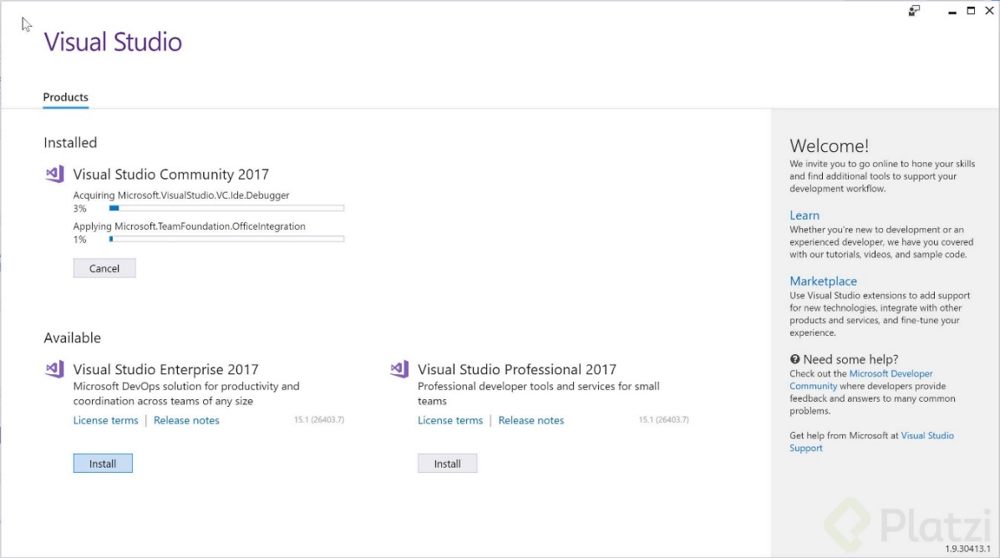 Visual Studio
Products
Installed
Visual Studio Community 2017
Acquiring Microsoft.VisualStudio.VC.Ide.Debugger
3%
Applying Microsoft.TeamFoundation.OfficeIntegration
1%
Cancel
Available
Visual Studio Enterprise 2017
Microsoft DevOps solution for productivity and
coordination across teams of any size
License terms | Release notes 15.1 (26403.7)
Install
Visual Studio Professional 2017
Professional developer tools and services for small
teams
License terms | Release notes 15.1 (26403.7)
Install
Welcome!
We invite you to go online to hone your skills
and find additional tools to support your
development workflow.
Learn
Whether you're new to development or an
experienced developer, we have you covered
with our tutorials, videos, and sample code.
Marketplace
Use Visual Studio extensions to add support
for new technologies, integrate with other
products and services, and fine-tune your
experience.
Need some help?
Check out the Microsoft Developer
Community where developers provide
feedback and answers to many common
problems.
Get help from Microsoft at Visual Studio
Support
Platzi
1.9.30413.1